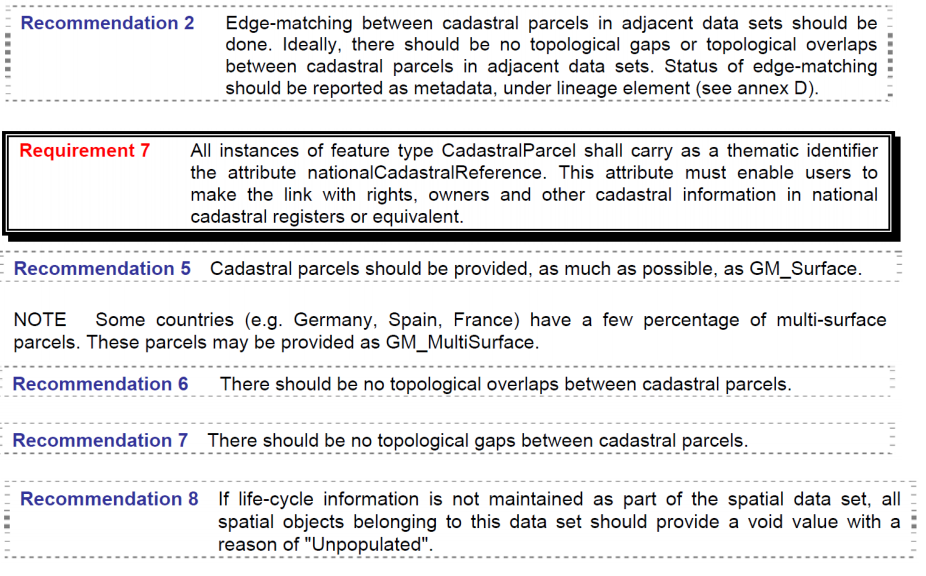 Recommendation 2 Edge-matching between cadastral parcels in adjacent data sets should be
done. Ideally, there should be no topological gaps or topological overlaps
between cadastral parcels in adjacent data sets. Status of edge-matching
should be reported as metadata, under lineage element (see annex D).
Requirement 7 All instances of feature type CadastralParcel shall carry as a thematic identifier
the attribute nationalCadastralReference. This attribute must enable users to
make the link with rights, owners and other cadastral information in national
cadastral registers or equivalent.
Recommendation 5 Cadastral parcels should be provided, as much as possible, as GM_Surface.
NOTE Some countries (e.g. Germany, Spain, France) have a few percentage of multi-surface
parcels. These parcels may be provided as GM_MultiSurface.
Recommendation 6 There should be no topological overlaps between cadastral parcels.
Recommendation 7 There should be no topological gaps between cadastral parcels.
Recommendation 8 If life-cycle information is not maintained as part of the spatial data set, all
spatial objects belonging to this data set should provide a void value with a
reason of "Unpopulated".